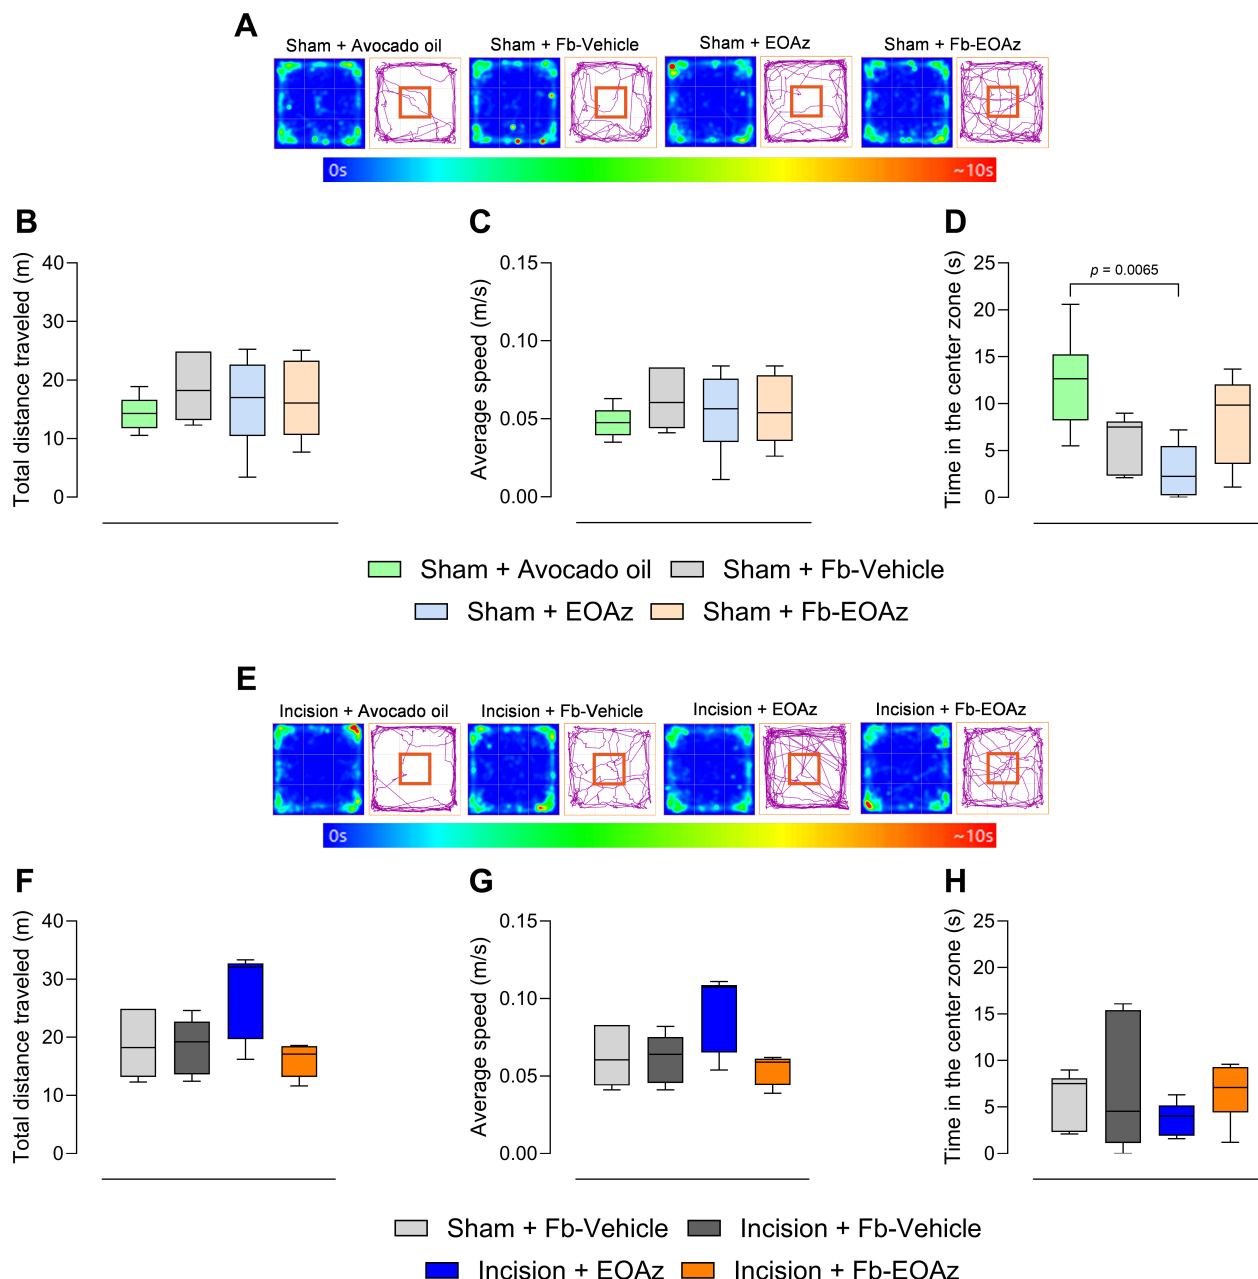 A
Sham + Avocado oil Sham + Fb-Vehicle Sham + EOAz Sham + Fb-EOAz
0s ~10s
B C D
Total distance traveled (m)
40
30
20
10
0
Average speed (m/s)
0.15
0.10
0.05
0.00
Time in the center zone (s)
25
20
15
10
5
0
p = 0.0065
Sham + Avocado oil Sham + Fb-Vehicle
Sham + EOAz Sham + Fb-EOAz
E
Incision + Avocado oil Incision + Fb-Vehicle Incision + EOAz Incision + Fb-EOAz
0s ~10s
F G H
Total distance traveled (m)
40
30
20
10
0
Average speed (m/s)
0.15
0.10
0.05
0.00
Time in the center zone (s)
25
20
15
10
5
0
Sham + Fb-Vehicle Incision + Fb-Vehicle
Incision + EOAz Incision + Fb-EOAz